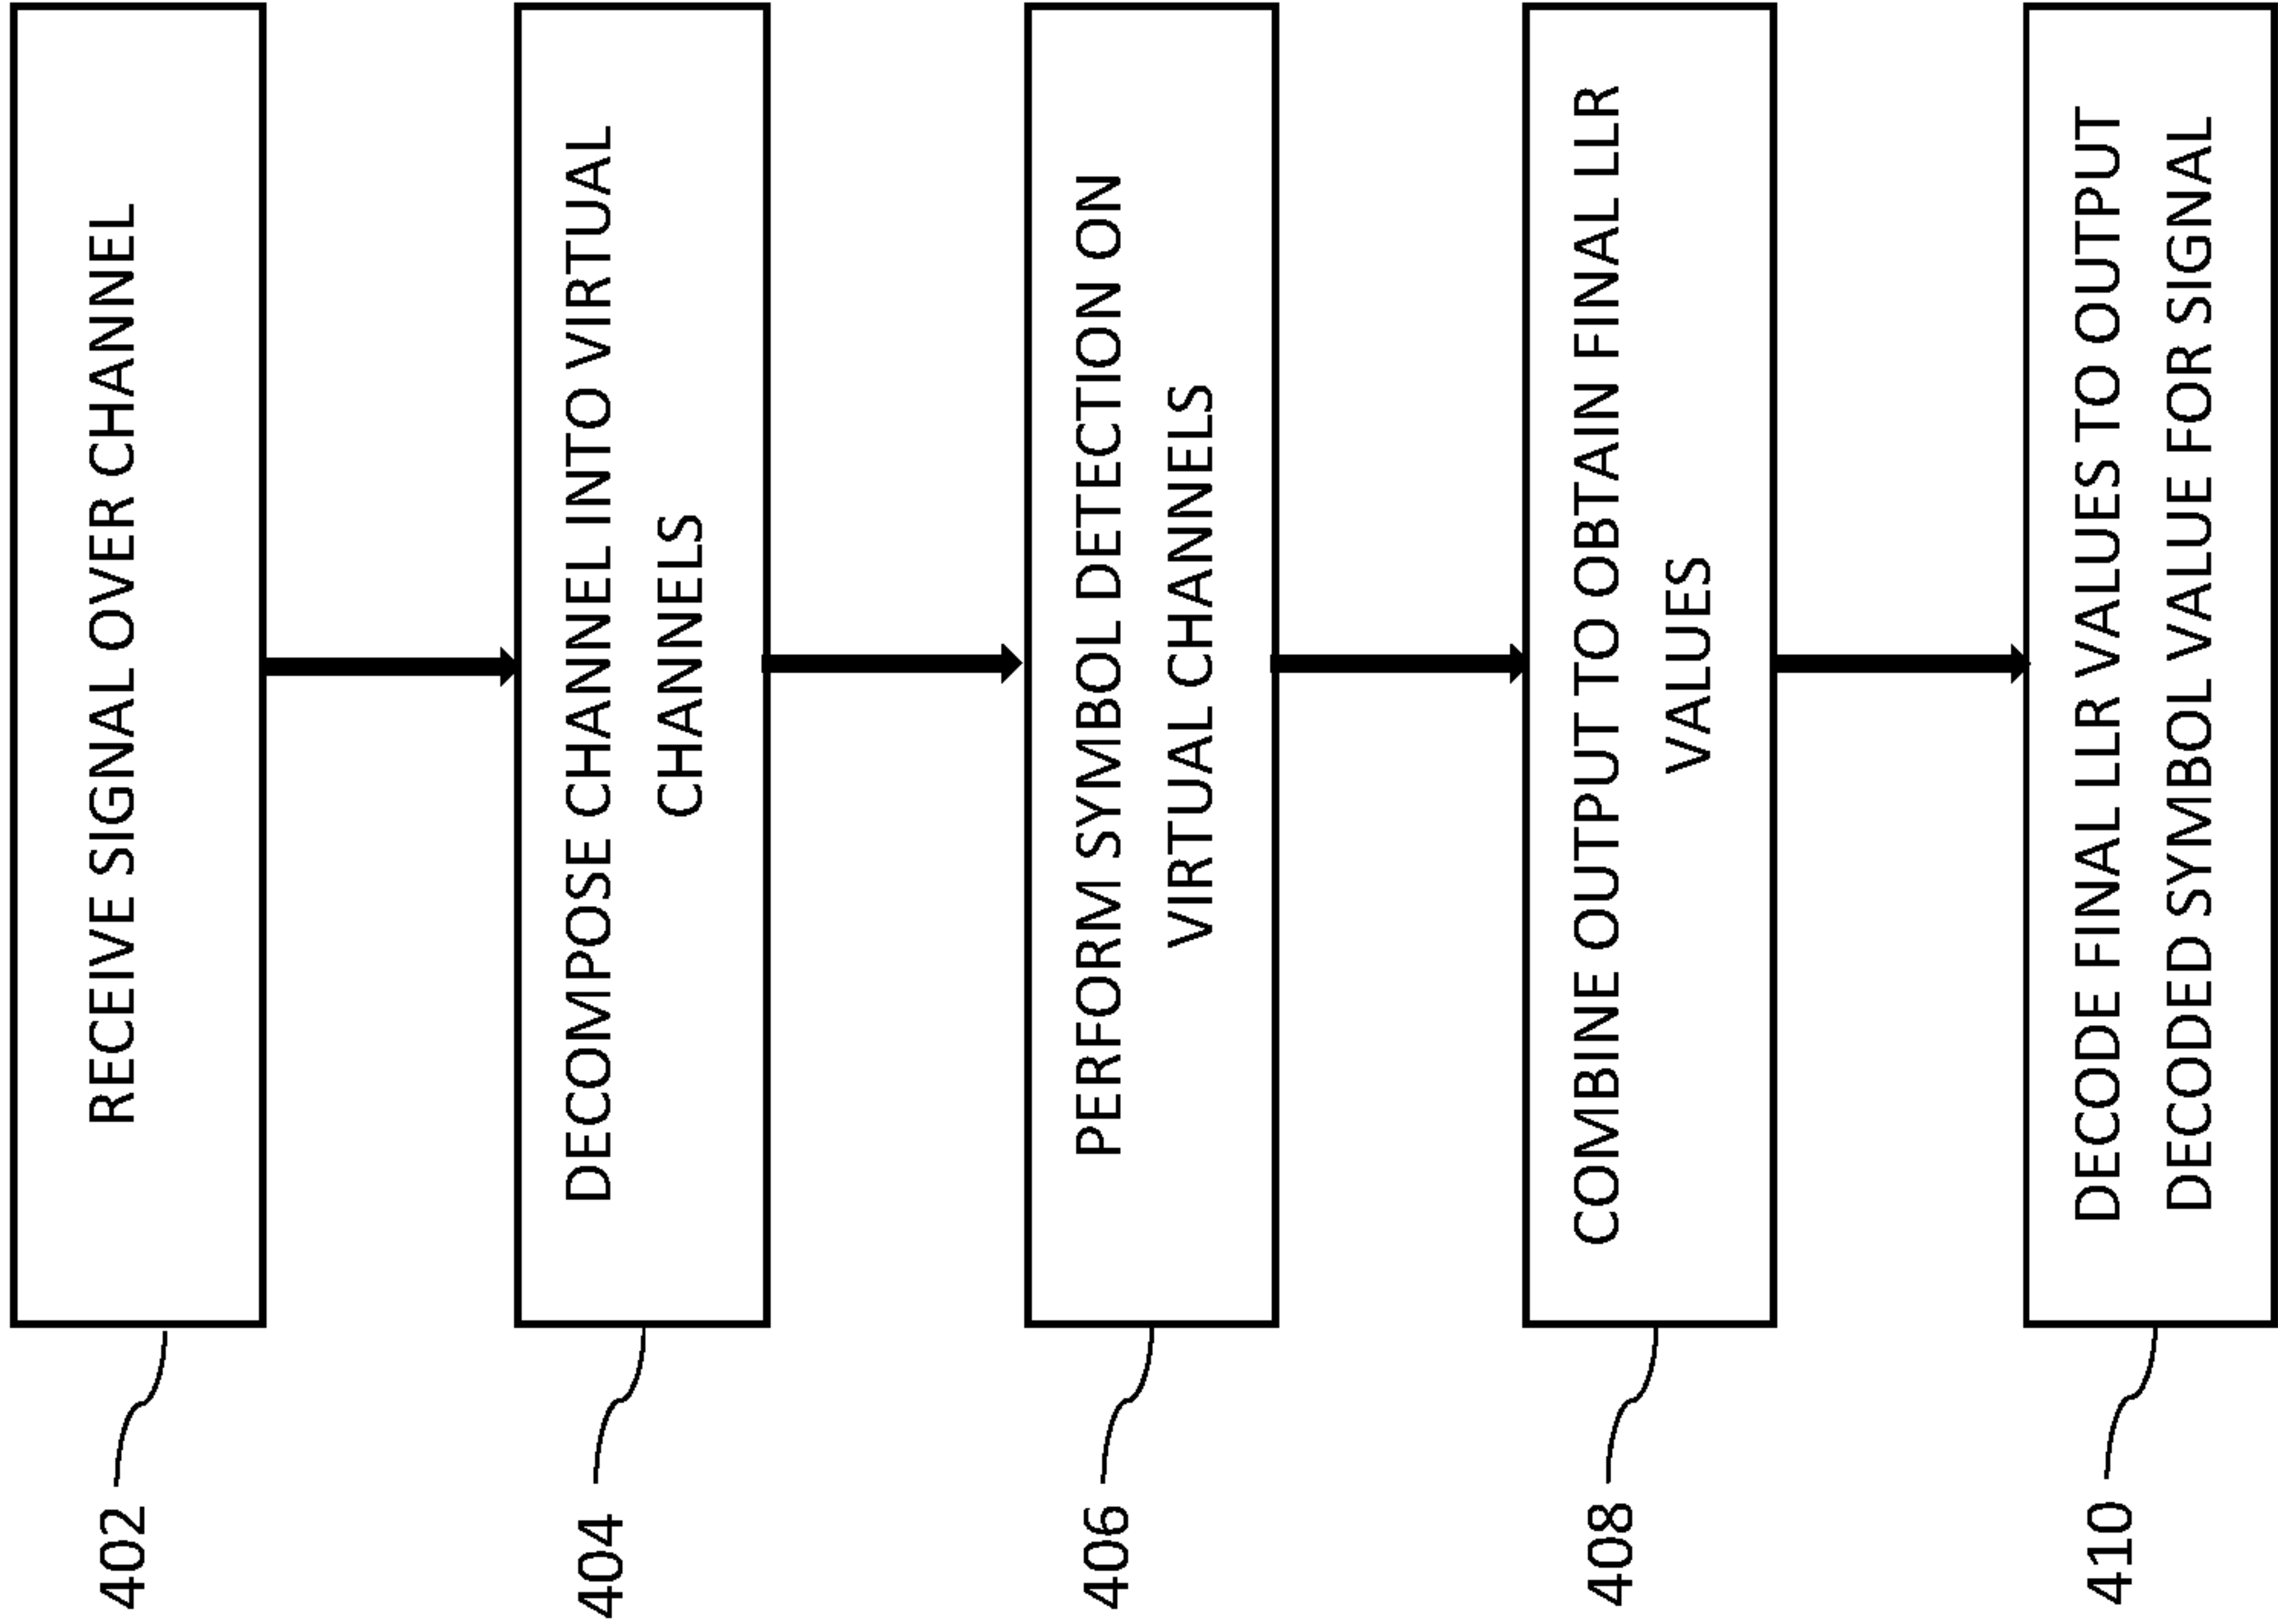 402
RECEIVE SIGNAL OVER CHANNEL
404
DECOMPOSE CHANNEL INTO VIRTUAL
CHANNELS
406
PERFORM SYMBOL DETECTION ON
VIRTUAL CHANNELS
408
COMBINE OUTPUT TO OBTAIN FINAL LLR
VALUES
410
DECODE FINAL LLR VALUES TO OUTPUT
DECODED SYMBOL VALUE FOR SIGNAL